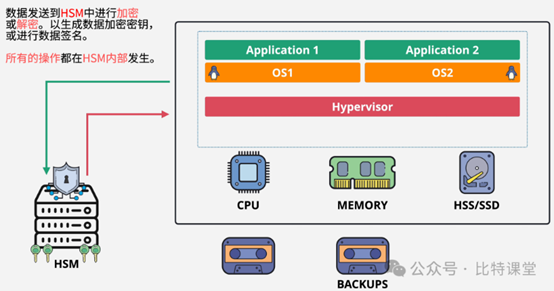 数据发送到HSM中进行加密
或解密。以生成数据加密密钥，
或进行数据签名。
所有的操作都在HSM内部发生。
Application 1
Application 2
OS1
OS2
Hypervisor
CPU
MEMORY
HSS/SSD
HSM
BACKUPS
公众号 · 比特课堂